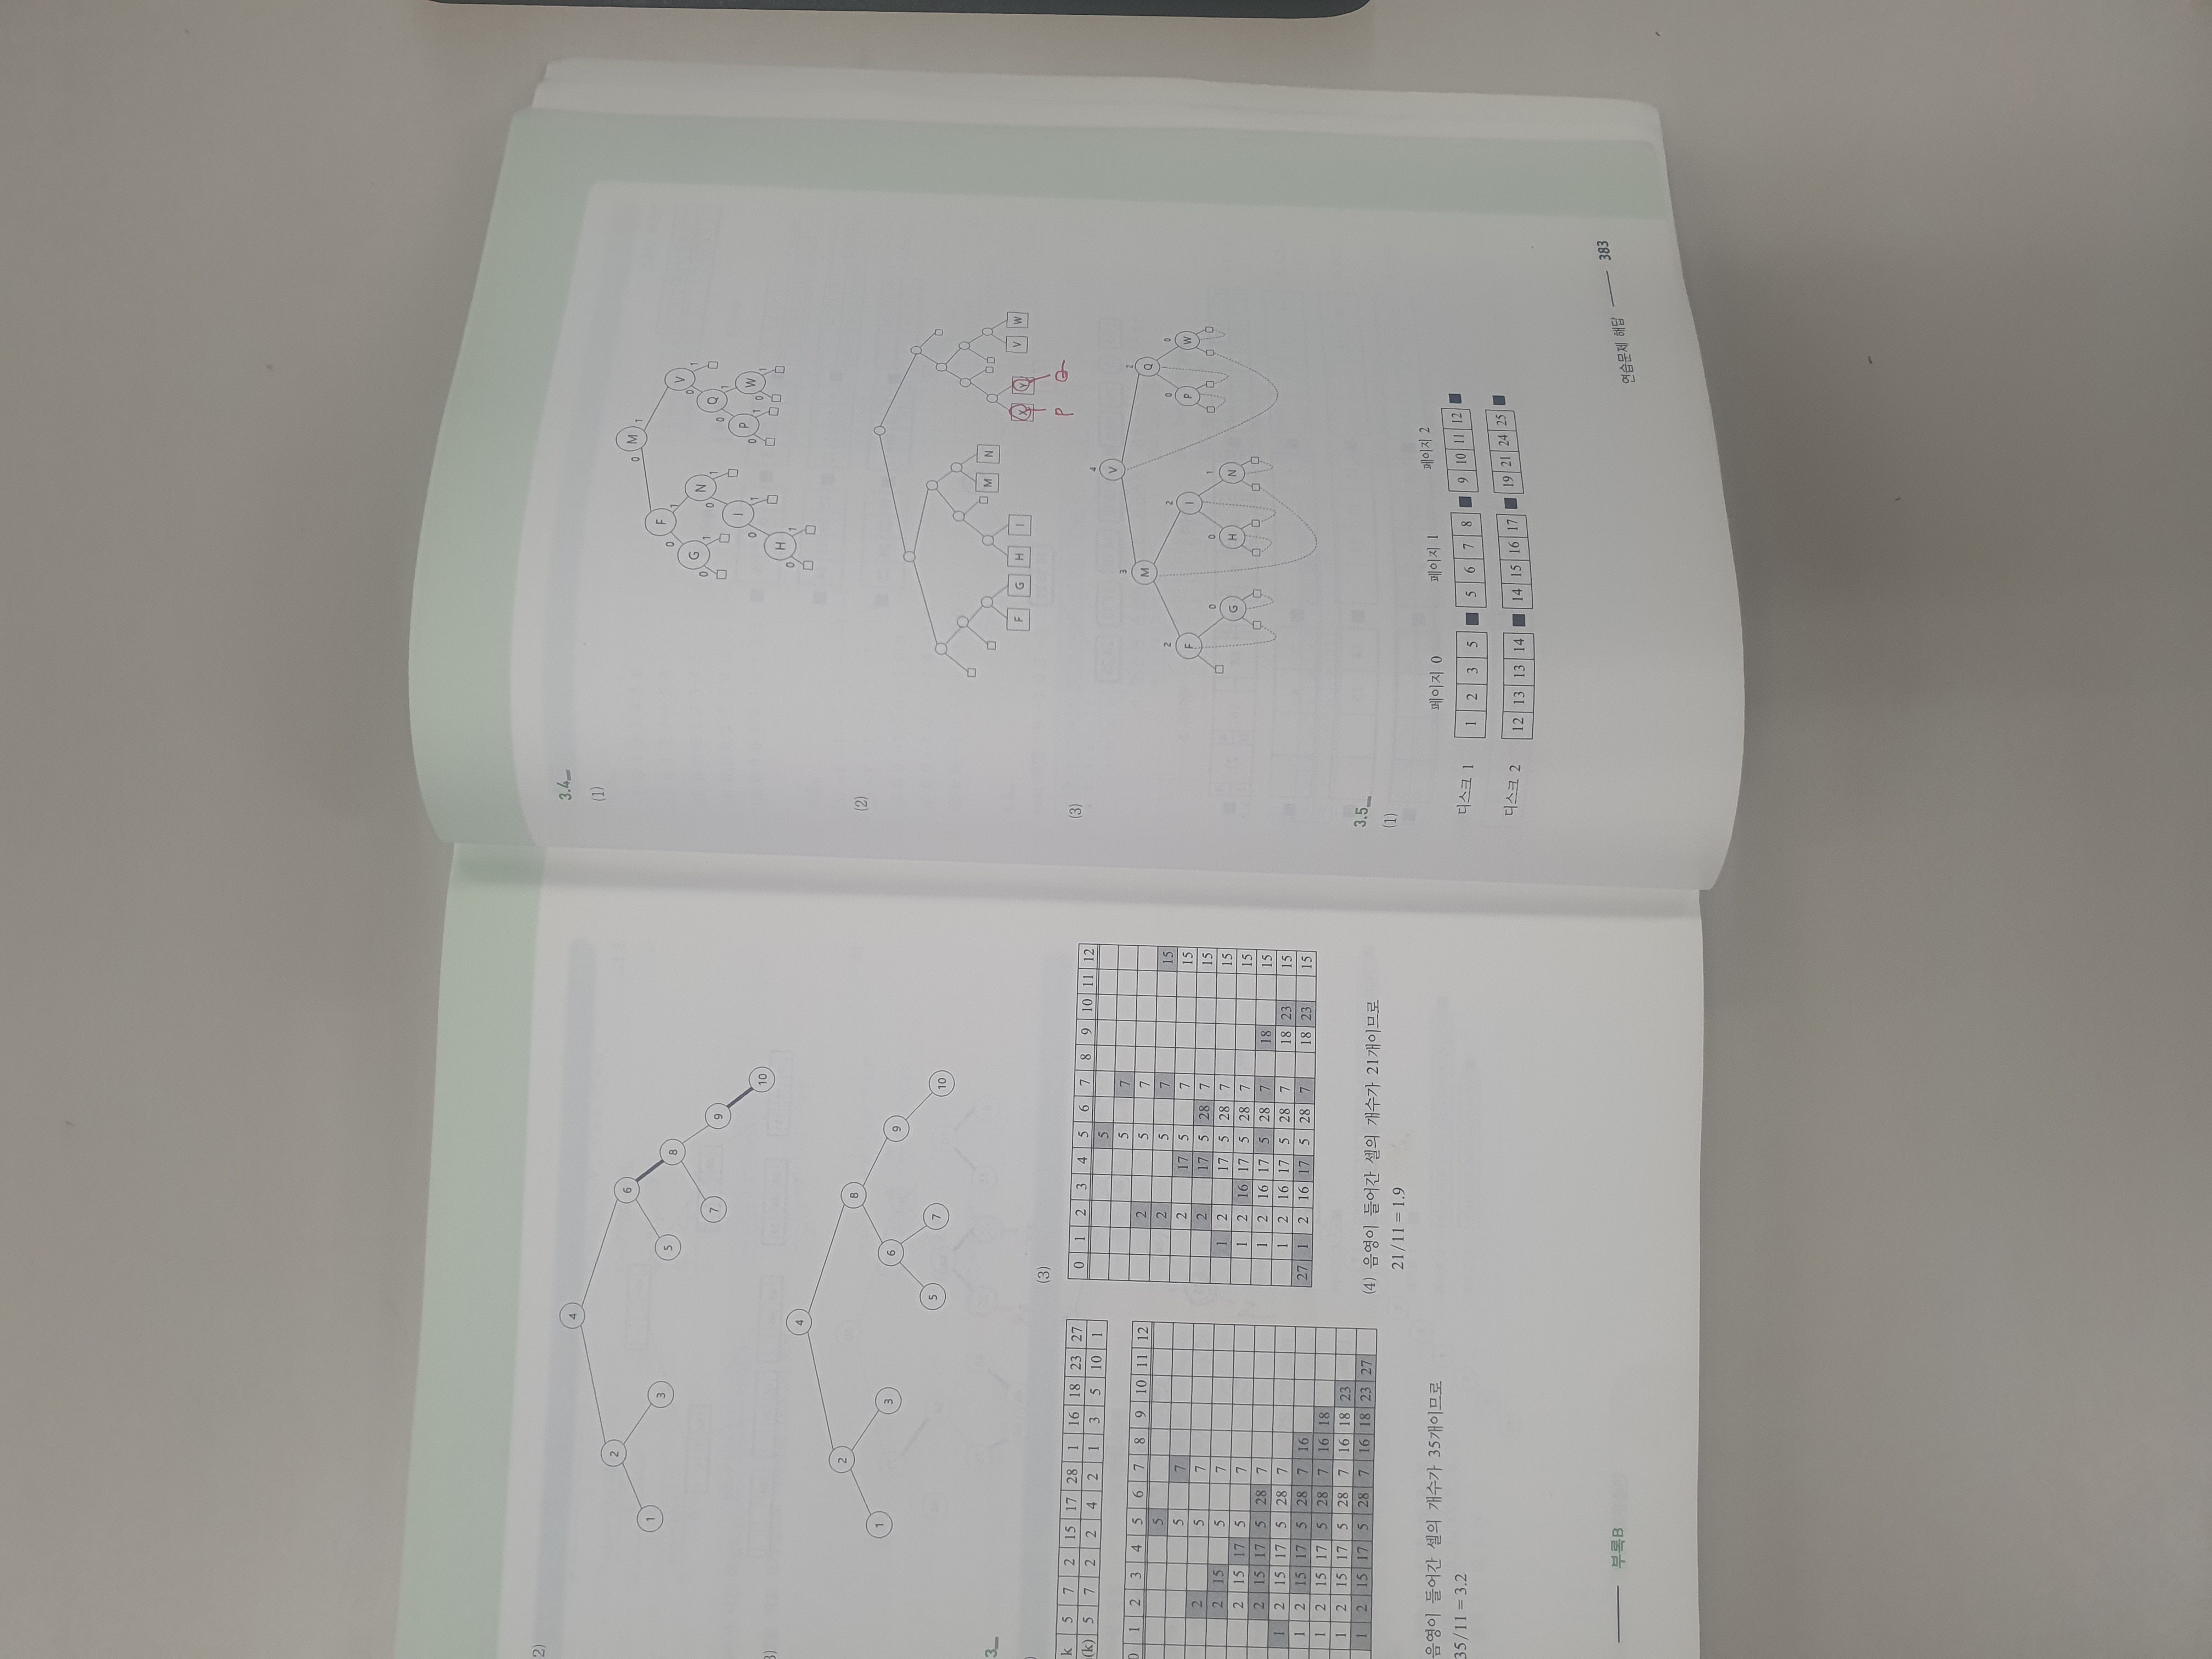 2)
4
2 6
1 3 5 8
7 9
10
3)
4
2 8
1 3 6 9
5 7 10
3
)
k 5 7 2 15 17 28 1 16 18 23 27
(k) 5 7 2 2 4 2 1 3 5 10 1
0 1 2 3 4 5 6 7 8 9 10 11 12
5
5 7
2 5 7
2 15 5 7
2 15 17 5 7
2 15 17 5 28 7
1 2 15 17 5 28 7
1 2 15 17 5 28 7 16
1 2 15 17 5 28 7 16 18
1 2 15 17 5 28 7 16 18 23
1 2 15 17 5 28 7 16 18 23 27
음영이 들어간 셀의 개수가 35개이므로
35/11 = 3.2
(3)
0 1 2 3 4 5 6 7 8 9 10 11 12
5
5 7
2 5 7
2 5 7 15
2 17 5 7 15
2 17 5 28 7 15
1 2 17 5 28 7 15
1 2 16 17 5 28 7 15
1 2 16 17 5 28 7 18 15
1 2 16 17 5 28 7 18 23 15
27 1 2 16 17 5 28 7 18 23 15
(4) 음영이 들어간 셀의 개수가 21개이므로
21/11 = 1.9
부록B
3.4
(1)
0 M 1
0 F 1 0 V 1
0 G 1 0 N 1 0 Q 1
0 I 1 0 P 1 0 W 1
0 H 1
(2)
M N
F G H I X Y V W
P Q
(3)
4
V
3 2
M Q
2 2 0 0
F I P W
0 0 1
G H N
3.5
(1)
페이지 0 페이지 1 페이지 2
디스크 1 1 2 3 5 5 6 7 8 9 10 11 12
디스크 2 12 13 13 14 14 15 16 17 19 21 24 25
연습문제 해답 383